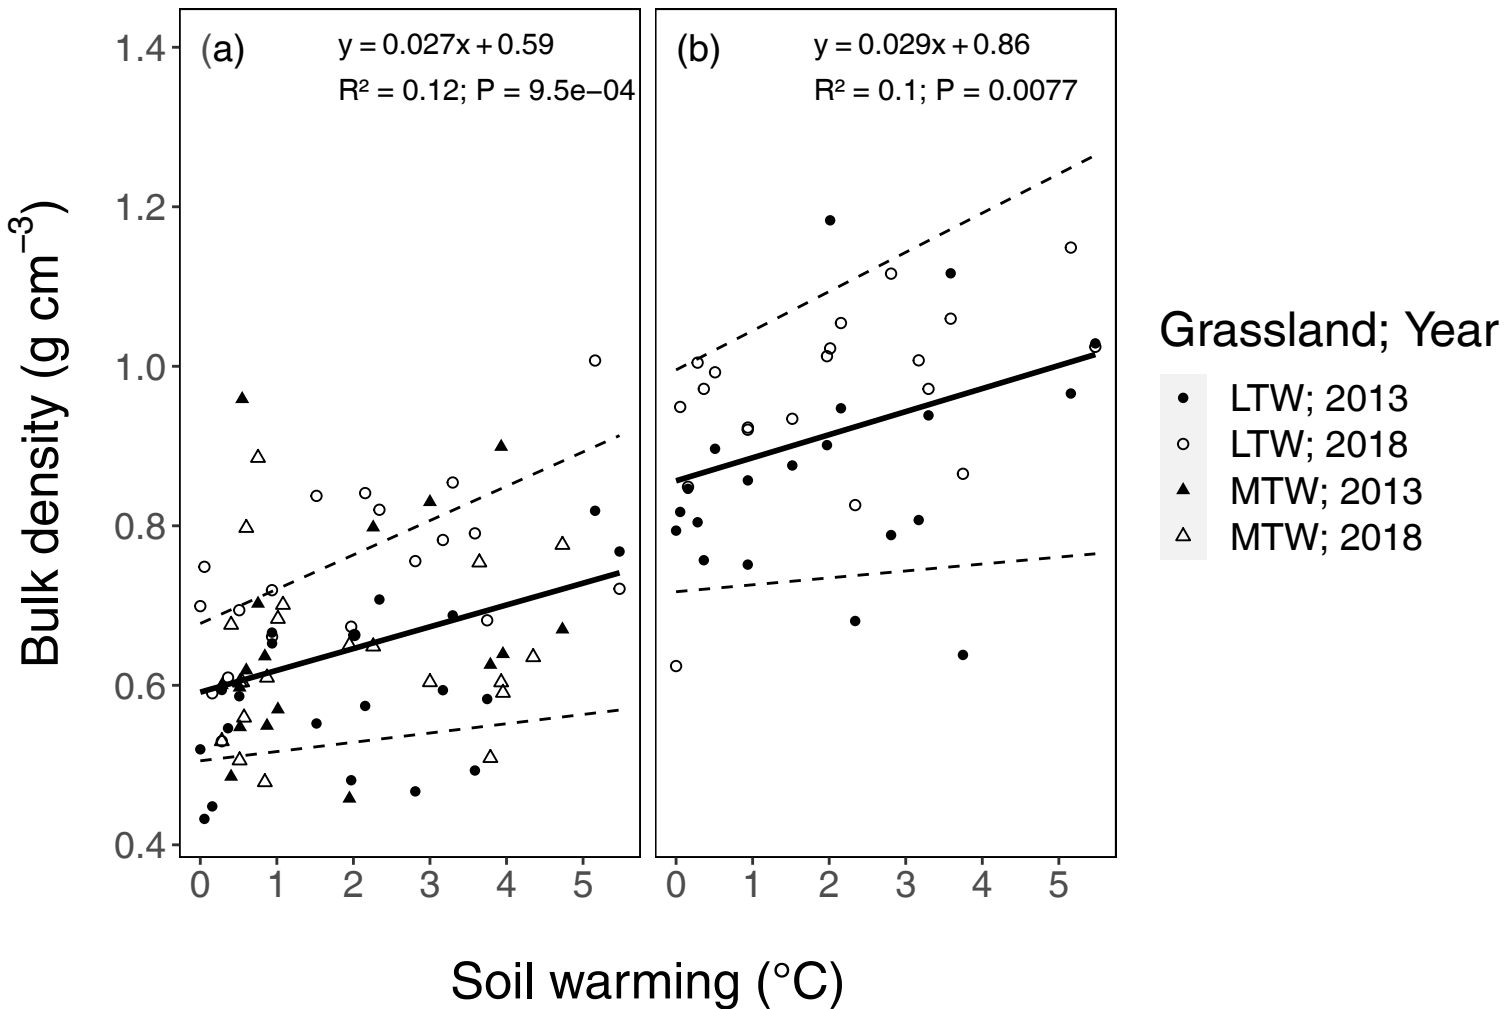 (a)
y = 0.027x + 0.59
R² = 0.12; P = 9.5e−04
(b)
y = 0.029x + 0.86
R² = 0.1; P = 0.0077
1.4
1.2
1.0
0.8
0.6
0.4
Bulk density (g cm⁻³)
0 1 2 3 4 5
0 1 2 3 4 5
Soil warming (°C)
Grassland; Year
LTW; 2013
LTW; 2018
MTW; 2013
MTW; 2018